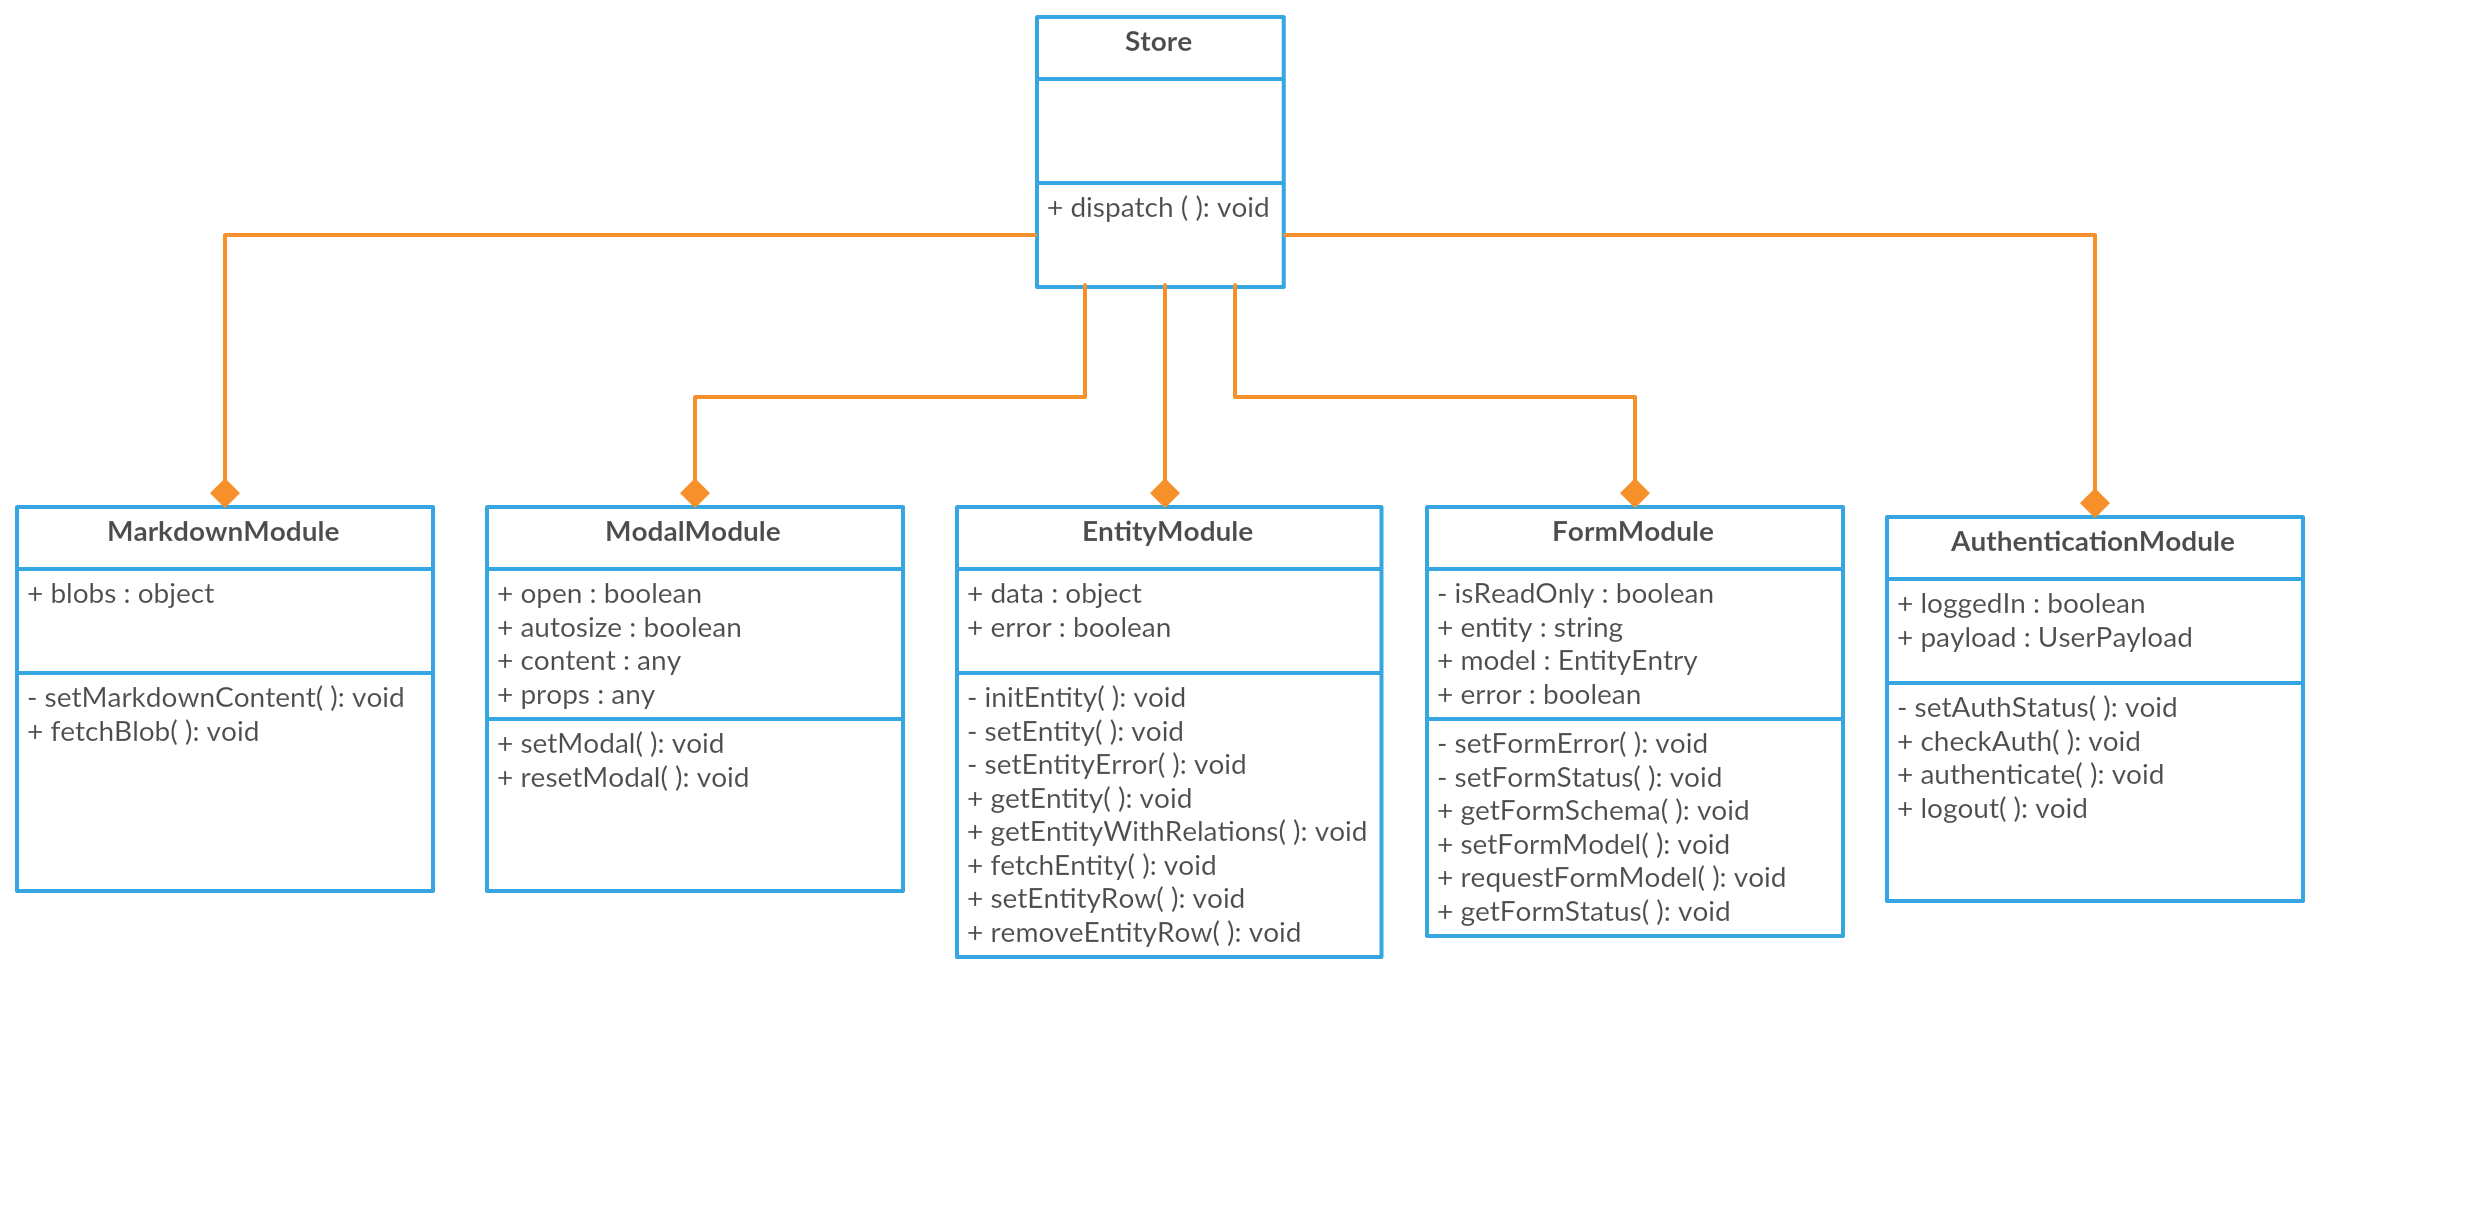 Store
+ dispatch ( ): void
MarkdownModule
+ blobs : object
- setMarkdownContent( ): void
+ fetchBlob( ): void
ModalModule
+ open : boolean
+ autosize : boolean
+ content : any
+ props : any
+ setModal( ): void
+ resetModal( ): void
EntityModule
+ data : object
+ error : boolean
- initEntity( ): void
- setEntity( ): void
- setEntityError( ): void
+ getEntity( ): void
+ getEntityWithRelations( ): void
+ fetchEntity( ): void
+ setEntityRow( ): void
+ removeEntityRow( ): void
FormModule
- isReadOnly : boolean
+ entity : string
+ model : EntityEntry
+ error : boolean
- setFormError( ): void
- setFormStatus( ): void
+ getFormSchema( ): void
+ setFormModel( ): void
+ requestFormModel( ): void
+ getFormStatus( ): void
AuthenticationModule
+ loggedIn : boolean
+ payload : UserPayload
- setAuthStatus( ): void
+ checkAuth( ): void
+ authenticate( ): void
+ logout( ): void